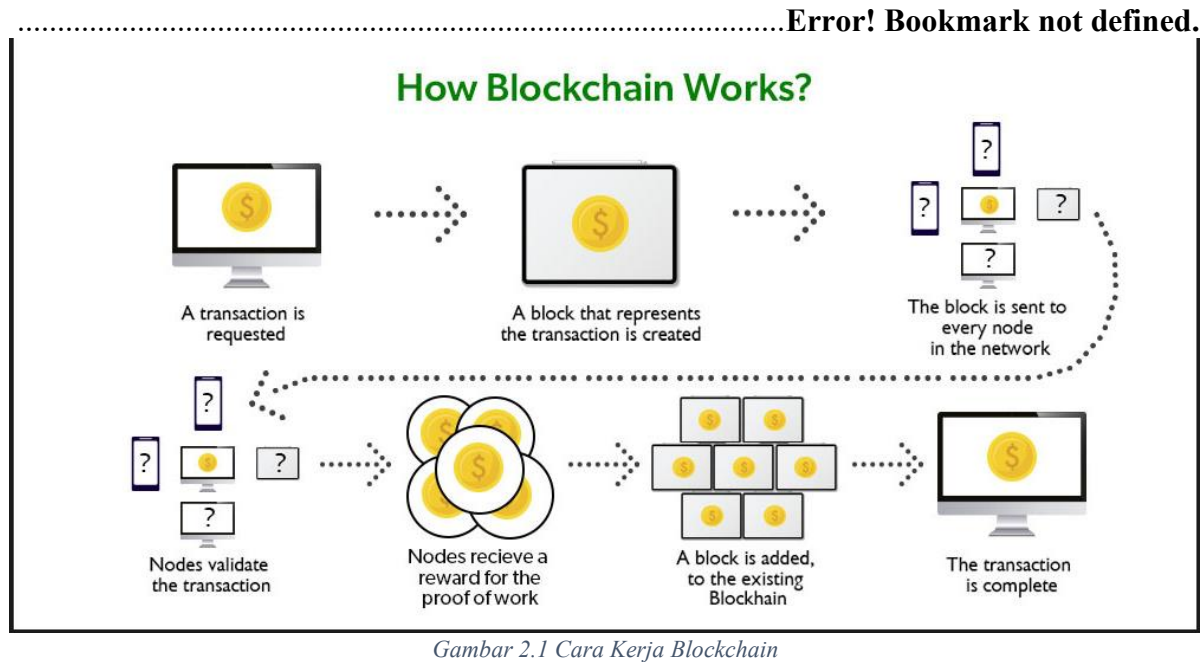 ....................................................................................................Error! Bookmark not defined.
How Blockchain Works?
$
$
?
?
$
?
?
A transaction is
requested
A block that represents
the transaction is created
The block is sent to
every node
in the network
?
?
$
?
?
Nodes validate
the transaction
$
$
$
$
$
Nodes recieve a
reward for the
proof of work
$
$
$
$
$
$
$
A block is added,
to the existing
Blockhain
$
The transaction
is complete
Gambar 2.1 Cara Kerja Blockchain